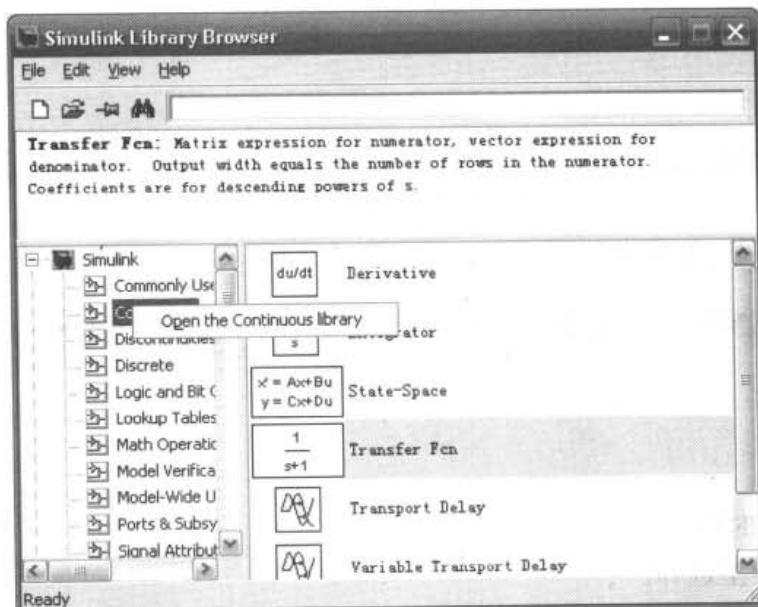 Simulink Library Browser
File Edit View Help
Transfer Fcn: Matrix expression for numerator, vector expression for
denominator. Output width equals the number of rows in the numerator.
Coefficients are for descending powers of s.
Simulink
Commonly Use
Co
Open the Continuous library
Discontinuities
Discrete
Logic and Bit O
Lookup Tables
Math Operatic
Model Verifica
Model-Wide U
Ports & Subsy
Signal Attribut
du/dt Derivative
s
x' = Ax+Bu
y = Cx+Du
State-Space
1
s+1
Transfer Fcn
Transport Delay
Variable Transport Delay
Ready